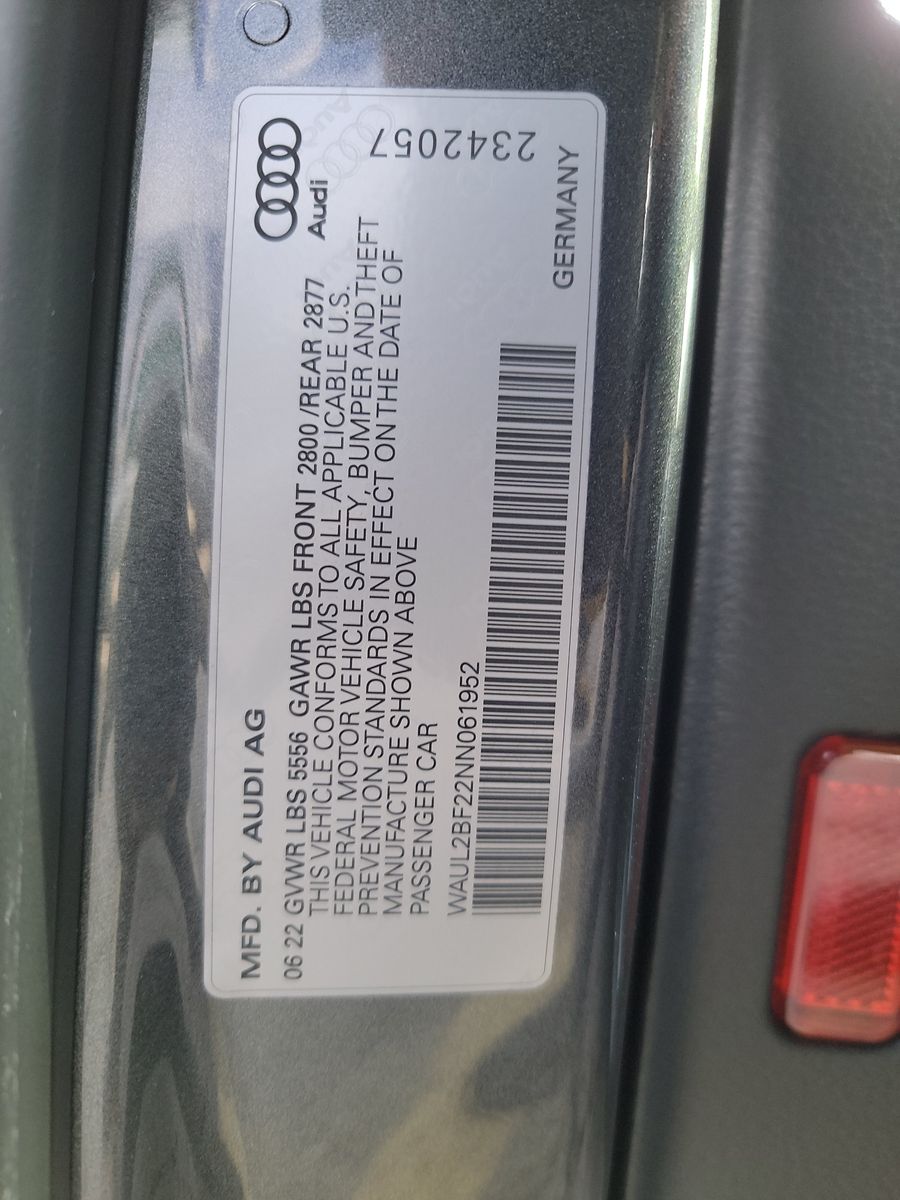 MFD. BY AUDI AG
Audi
06 22 GVWR LBS 5556 GAWR LBS FRONT 2800 /REAR 2877
THIS VEHICLE CONFORMS TO ALL APPLICABLE U.S.
FEDERAL MOTOR VEHICLE SAFETY, BUMPER AND THEFT
PREVENTION STANDARDS IN EFFECT ON THE DATE OF
MANUFACTURE SHOWN ABOVE
PASSENGER CAR
2342057
WAUL2BF22NN061952
GERMANY